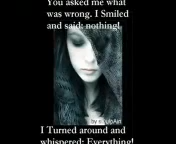 You asked me what
was wrong. I Smiled
and said: nothing!
I Turned around and
whispered: Everything!